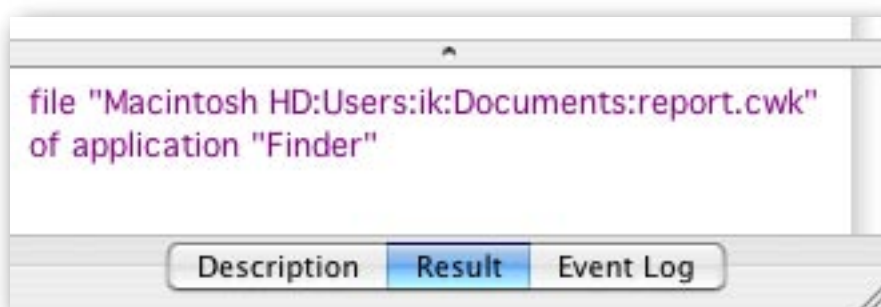 file "Macintosh HD:Users:ik:Documents:report.cwk"
of application "Finder"
Description Result Event Log